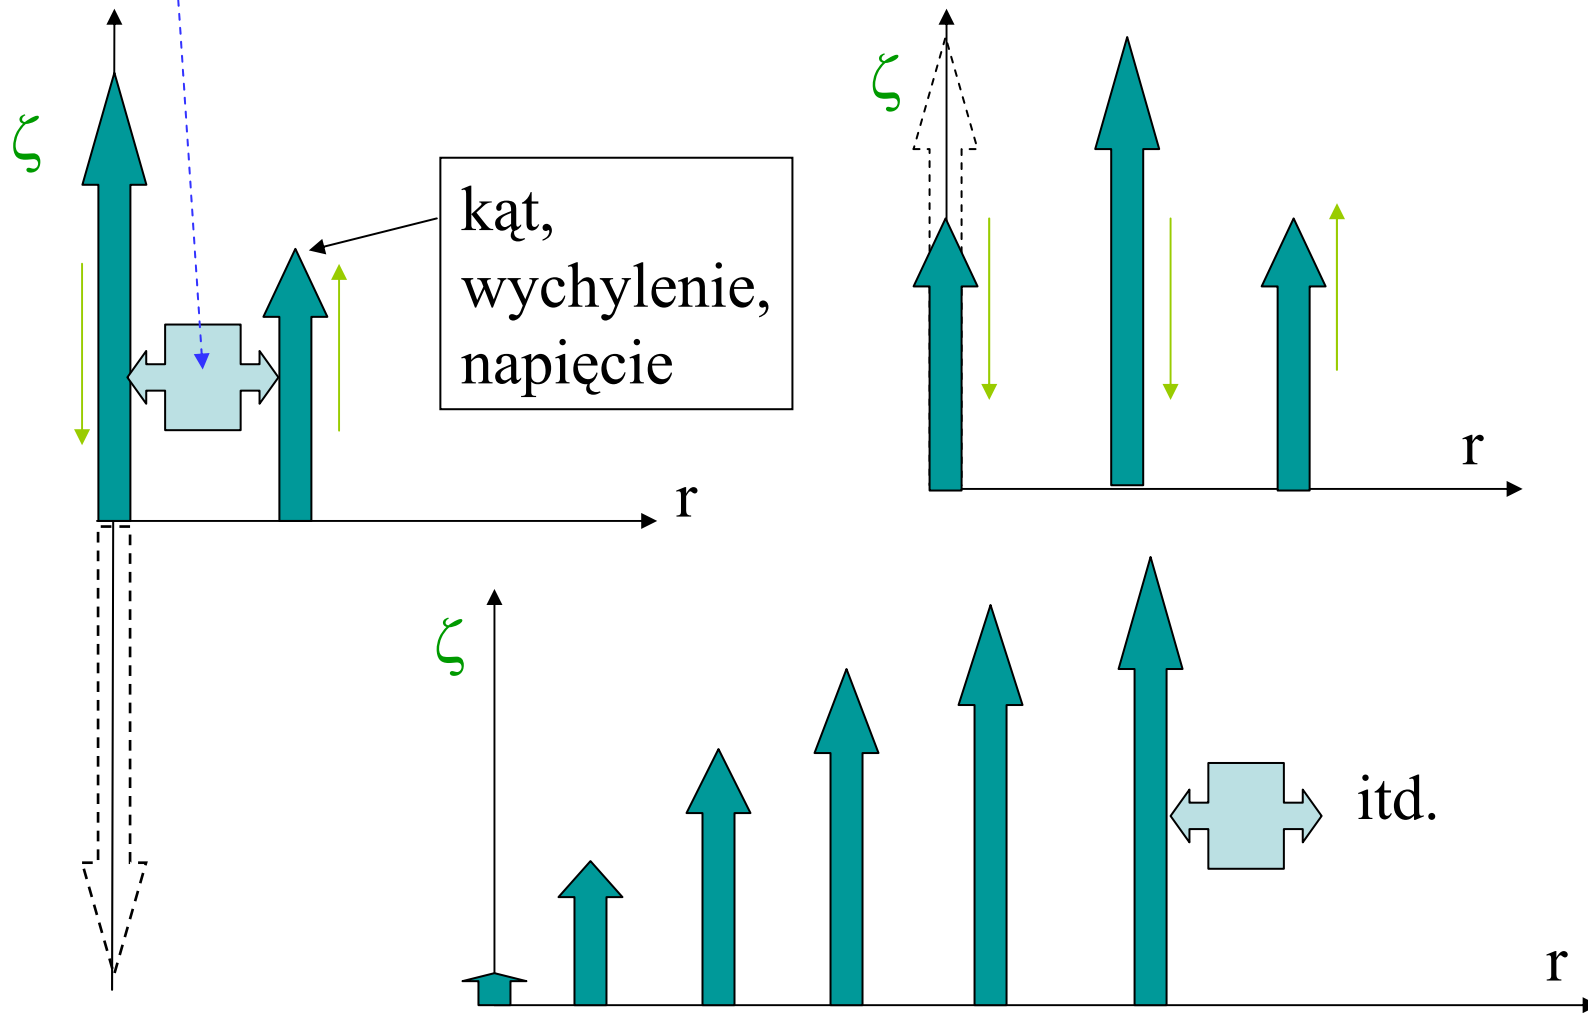 ζ
kąt,
wychylenie,
napięcie
r
ζ
r
ζ
itd.
r